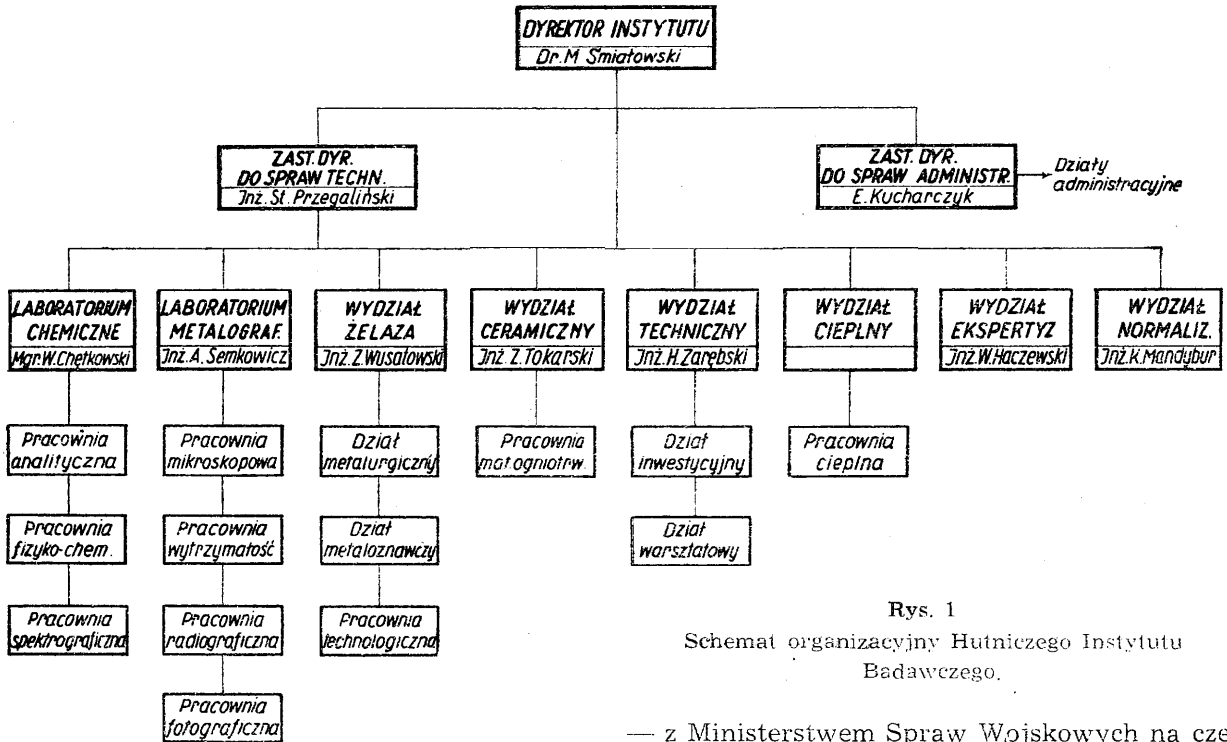 DYREKTOR INSTYTUTU
Dr. M Śmiałowski
ZAST. DYR.
DO SPRAW TECHN.
Inż. St. Przegaliński
ZAST. DYR.
DO SPRAW ADMINISTR.
E. Kucharczyk
Działy
administracyjne
LABORATORIUM
CHEMICZNE
Mgr. W. Chętkowski
LABORATORIUM
METALOGRAF.
Inż. A. Semkowicz
WYDZIAŁ
ŻELAZA
Inż. Z. Wusatowski
WYDZIAŁ
CERAMICZNY
Inż. Z. Tokarski
WYDZIAŁ
TECHNICZNY
Inż. H. Zarębski
WYDZIAŁ
CIEPLNY
WYDZIAŁ
EKSPERTYZ
Inż. W. Haczewski
WYDZIAŁ
NORMALIZ.
Inż. K. Mandybur
Pracownia
analityczna
Pracownia
fizyko-chem.
Pracownia
spektrograficzna
Pracownia
mikroskopowa
Pracownia
wytrzymałość
Pracownia
radiograficzna
Pracownia
fotograficzna
Dział
metalurgiczny
Dział
metaloznawczy
Pracownia
technologiczna
Pracownia
mat. ogniotrw.
Dział
inwestycyjny
Dział
warsztatowy
Pracownia
cieplna
Rys. 1
Schemat organizacyjny Hutniczego Instytutu
Badawczego.
— z Ministerstwem Spraw Wojskowych na cze